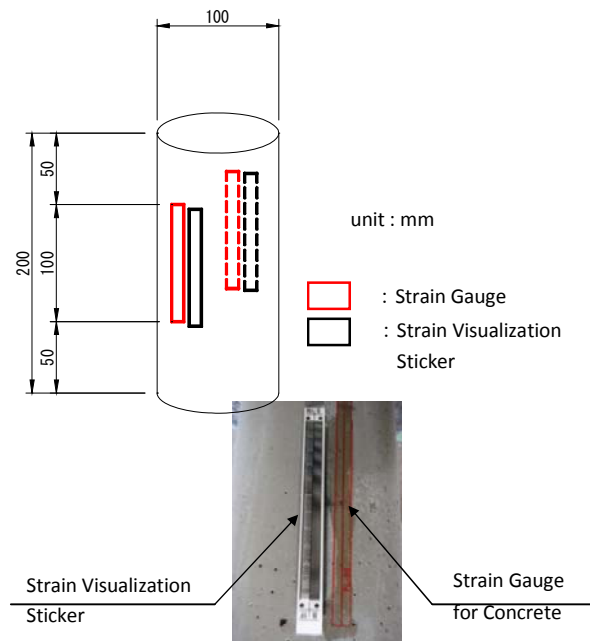 100
50
200
100
50
unit : mm
: Strain Gauge
: Strain Visualization
Sticker
Strain Visualization
Sticker
Strain Gauge
for Concrete